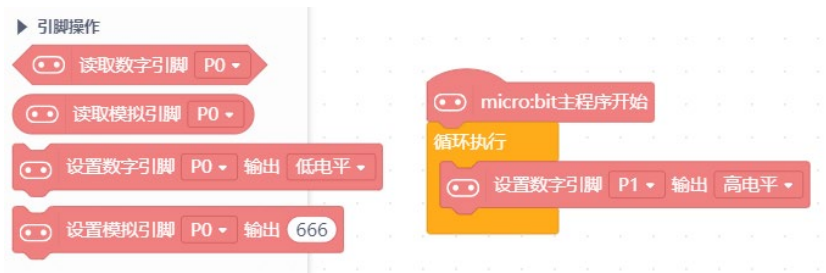 引脚操作
读取数字引脚 P0
读取模拟引脚 P0
设置数字引脚 P0 输出 低电平
设置模拟引脚 P0 输出 666
micro:bit主程序开始
循环执行
设置数字引脚 P1 输出 高电平